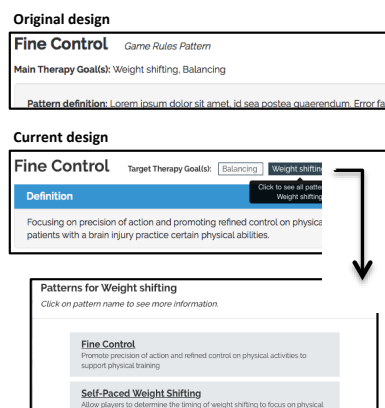 Original design
Fine Control Game Rules Pattern
Main Therapy Goal(s): Weight shifting, Balancing
Pattern definition: Lorem ipsum dolor sit amet, id sea postea quaerendum. Error fa
Current design
Fine Control Target Therapy Goal(s): Balancing Weight shifting
Click to see all patte
Weight shifting
Definition
Focusing on precision of action and promoting refined control on physica
patients with a brain injury practice certain physical abilities.
Patterns for Weight shifting
Click on pattern name to see more information.
Fine Control
Promote precision of action and refined control on physical activities to
support physical training
Self-Paced Weight Shifting
Allow players to determine the timing of weight shifting to focus on physical